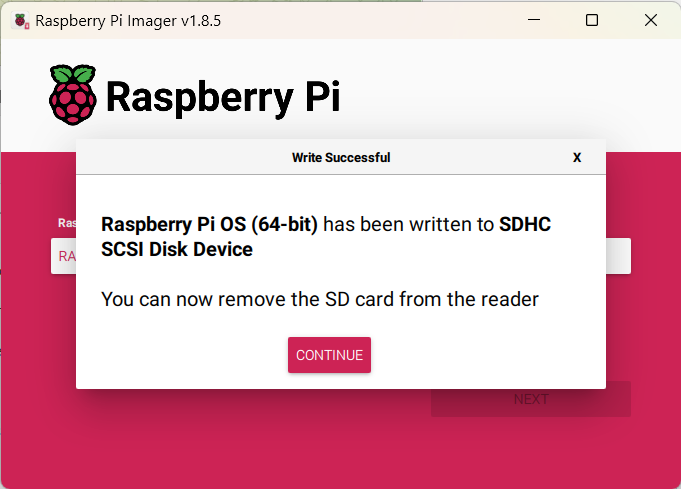 Raspberry Pi Imager v1.8.5
Raspberry Pi
Write Successful X
Ras
RA
Raspberry Pi OS (64-bit) has been written to SDHC
SCSI Disk Device
You can now remove the SD card from the reader
CONTINUE
NEXT